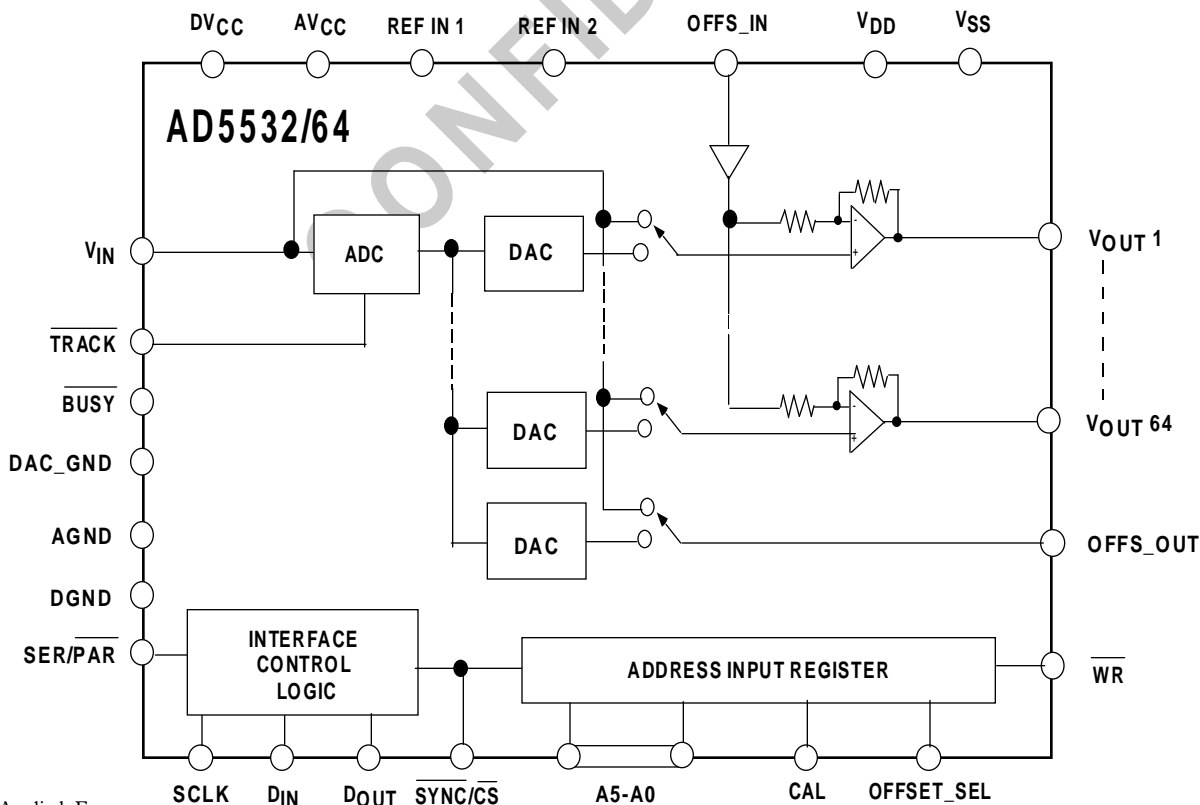 DVCC AVCC REF IN 1 REF IN 2 OFFS_IN VDD VSS
CONFID
AD5532/64
VIN
ADC
DAC
-
+
VOUT 1
TRACK
BUSY
DAC
-
+
VOUT 64
DAC_GND
AGND
DAC
OFFS_OUT
DGND
SER/PAR
INTERFACE
CONTROL
LOGIC
ADDRESS INPUT REGISTER
WR
SCLK DIN DOUT SYNC/CS A5-A0 CAL OFFSET_SEL